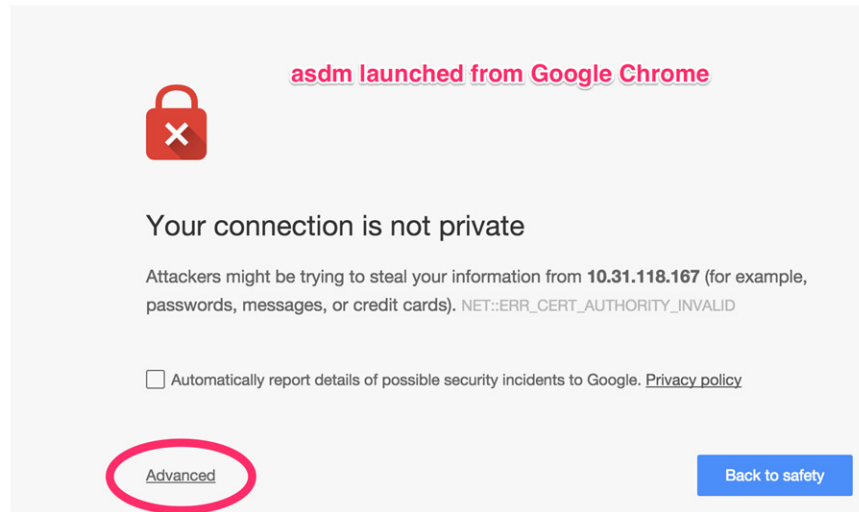 asdm launched from Google Chrome
Your connection is not private
Attackers might be trying to steal your information from 10.31.118.167 (for example,
passwords, messages, or credit cards). NET::ERR_CERT_AUTHORITY_INVALID
Automatically report details of possible security incidents to Google. Privacy policy
Advanced
Back to safety